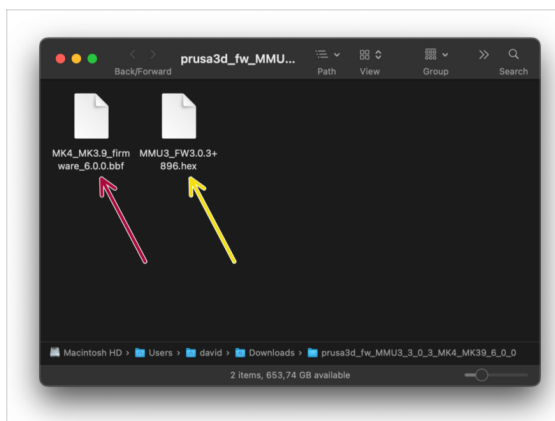 prusa3d_fw_MMU...
Back/Forward
Path
View
Group
Search
MK4_MK3.9_firm
ware_6.0.0.bbf
MMU3_FW3.0.3+
896.hex
Macintosh HD › Users › david › Downloads › prusa3d_fw_MMU3_3_0_3_MK4_MK39_6_0_0
2 items, 653,74 GB available